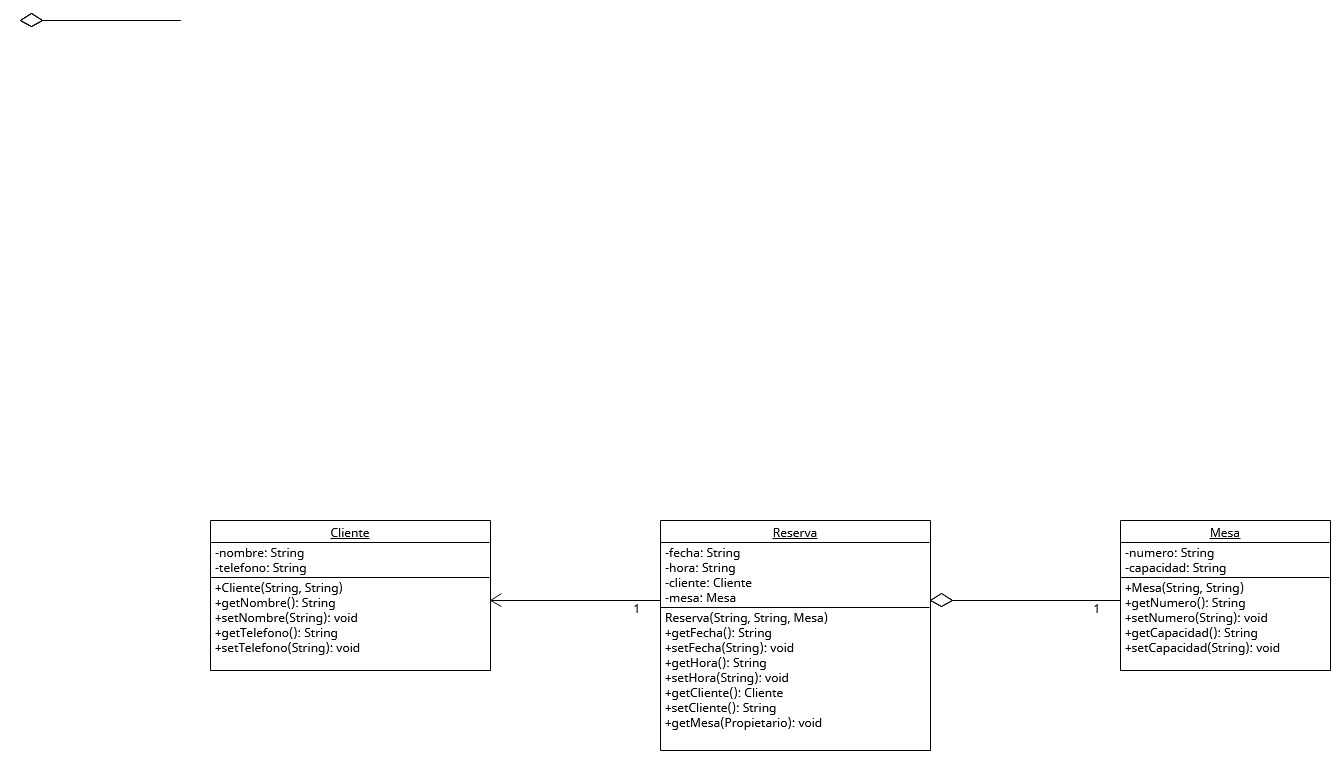 Cliente
-nombre: String
-telefono: String
+Cliente(String, String)
+getNombre(): String
+setNombre(String): void
+getTelefono(): String
+setTelefono(String): void
1
Reserva
-fecha: String
-hora: String
-cliente: Cliente
-mesa: Mesa
Reserva(String, String, Mesa)
+getFecha(): String
+setFecha(String): void
+getHora(): String
+setHora(String): void
+getCliente(): Cliente
+setCliente(): String
+getMesa(Propietario): void
1
Mesa
-numero: String
-capacidad: String
+Mesa(String, String)
+getNumero(): String
+setNumero(String): void
+getCapacidad(): String
+setCapacidad(String): void